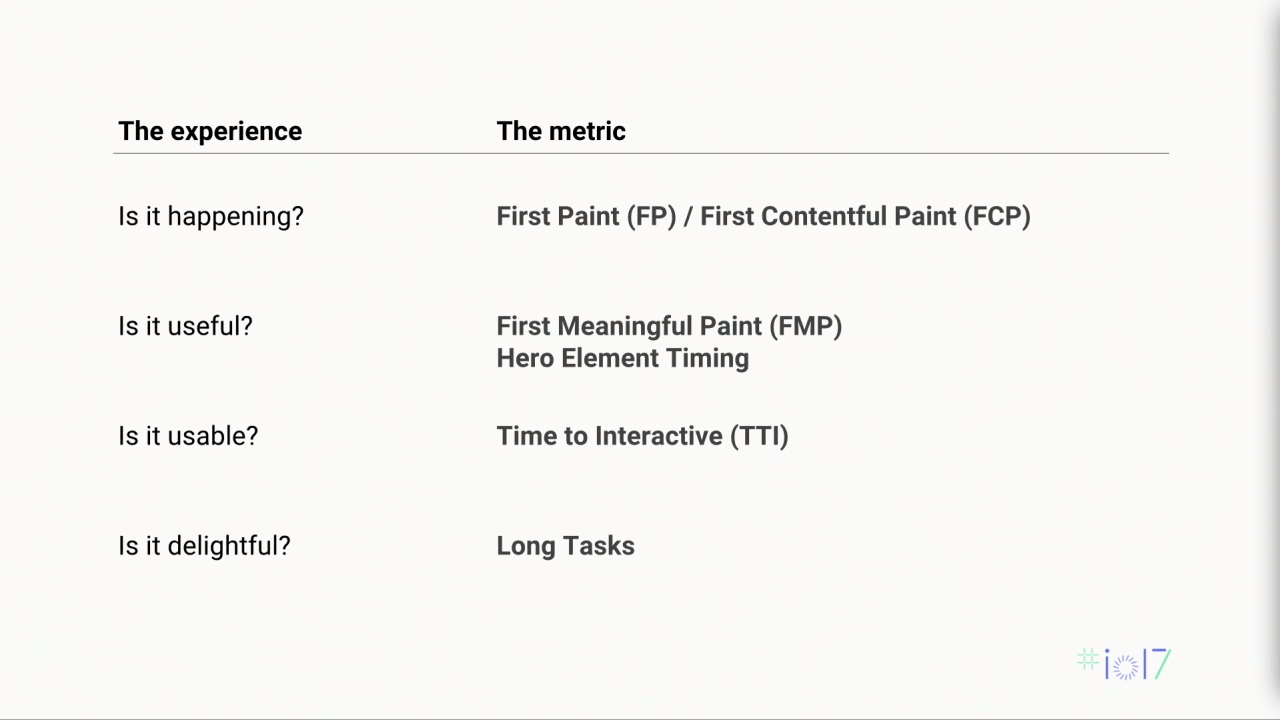 The experience The metric
Is it happening? First Paint (FP) / First Contentful Paint (FCP)
Is it useful? First Meaningful Paint (FMP)
Hero Element Timing
Is it usable? Time to Interactive (TTI)
Is it delightful? Long Tasks
#io17